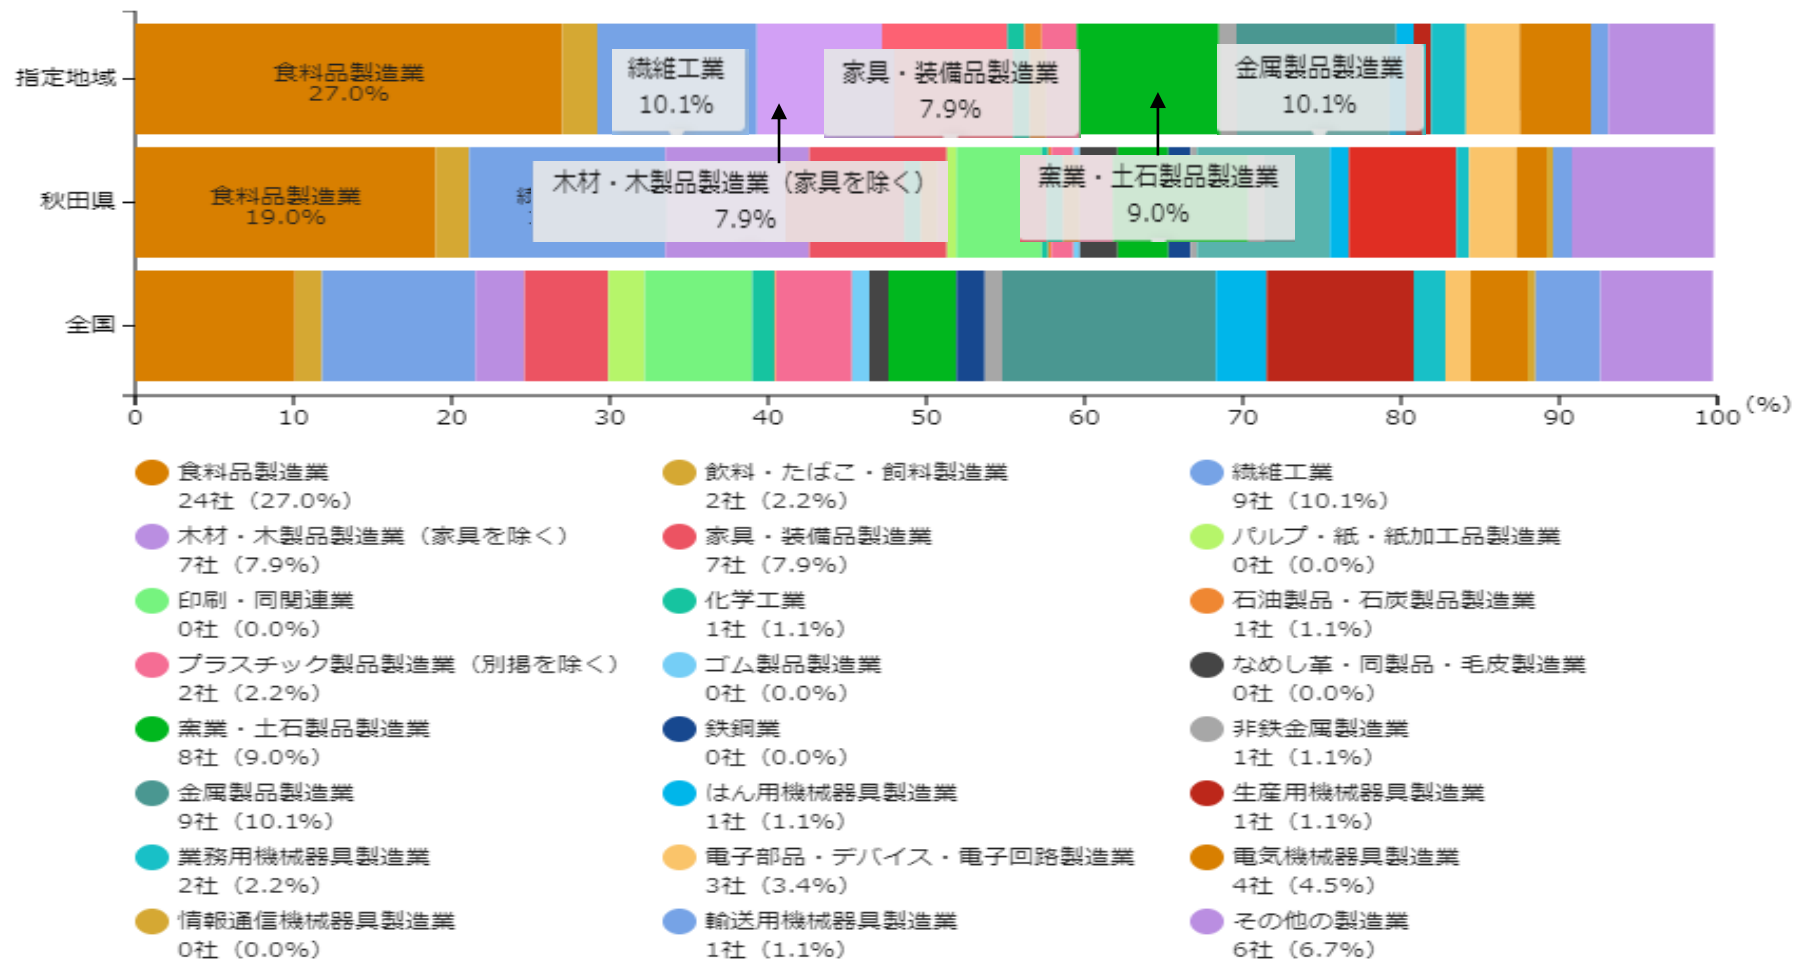 指定地域
食料品製造業
27.0%
繊維工業
10.1%
家具・装備品製造業
7.9%
金属製品製造業
10.1%
秋田県
食料品製造業
19.0%
木材・木製品製造業（家具を除く）
7.9%
窯業・土石製品製造業
9.0%
全国
0 10 20 30 40 50 60 70 80 90 100 (%)
食料品製造業
24社（27.0%）
飲料・たばこ・飼料製造業
2社（2.2%）
繊維工業
9社（10.1%）
木材・木製品製造業（家具を除く）
7社（7.9%）
家具・装備品製造業
7社（7.9%）
パルプ・紙・紙加工品製造業
0社（0.0%）
印刷・同関連業
0社（0.0%）
化学工業
1社（1.1%）
石油製品・石炭製品製造業
1社（1.1%）
プラスチック製品製造業（別掲を除く）
2社（2.2%）
ゴム製品製造業
0社（0.0%）
なめし革・同製品・毛皮製造業
0社（0.0%）
窯業・土石製品製造業
8社（9.0%）
鉄鋼業
0社（0.0%）
非鉄金属製造業
1社（1.1%）
金属製品製造業
9社（10.1%）
はん用機械器具製造業
1社（1.1%）
生産用機械器具製造業
1社（1.1%）
業務用機械器具製造業
2社（2.2%）
電子部品・デバイス・電子回路製造業
3社（3.4%）
電気機械器具製造業
4社（4.5%）
情報通信機械器具製造業
0社（0.0%）
輸送用機械器具製造業
1社（1.1%）
その他の製造業
6社（6.7%）